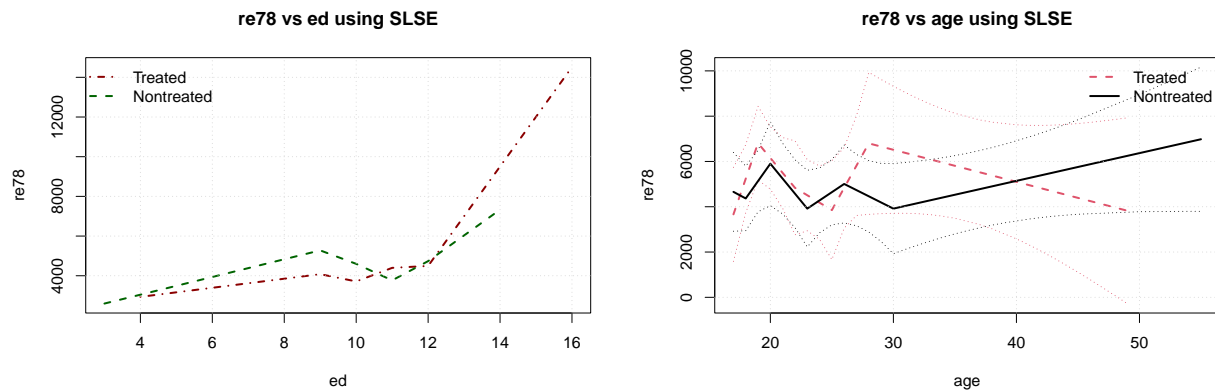 re78 vs ed using SLSE
Treated
Nontreated
re78
4000
8000
12000
4 6 8 10 12 14 16
ed
re78 vs age using SLSE
Treated
Nontreated
re78
0
2000
6000
10000
20 30 40 50
age